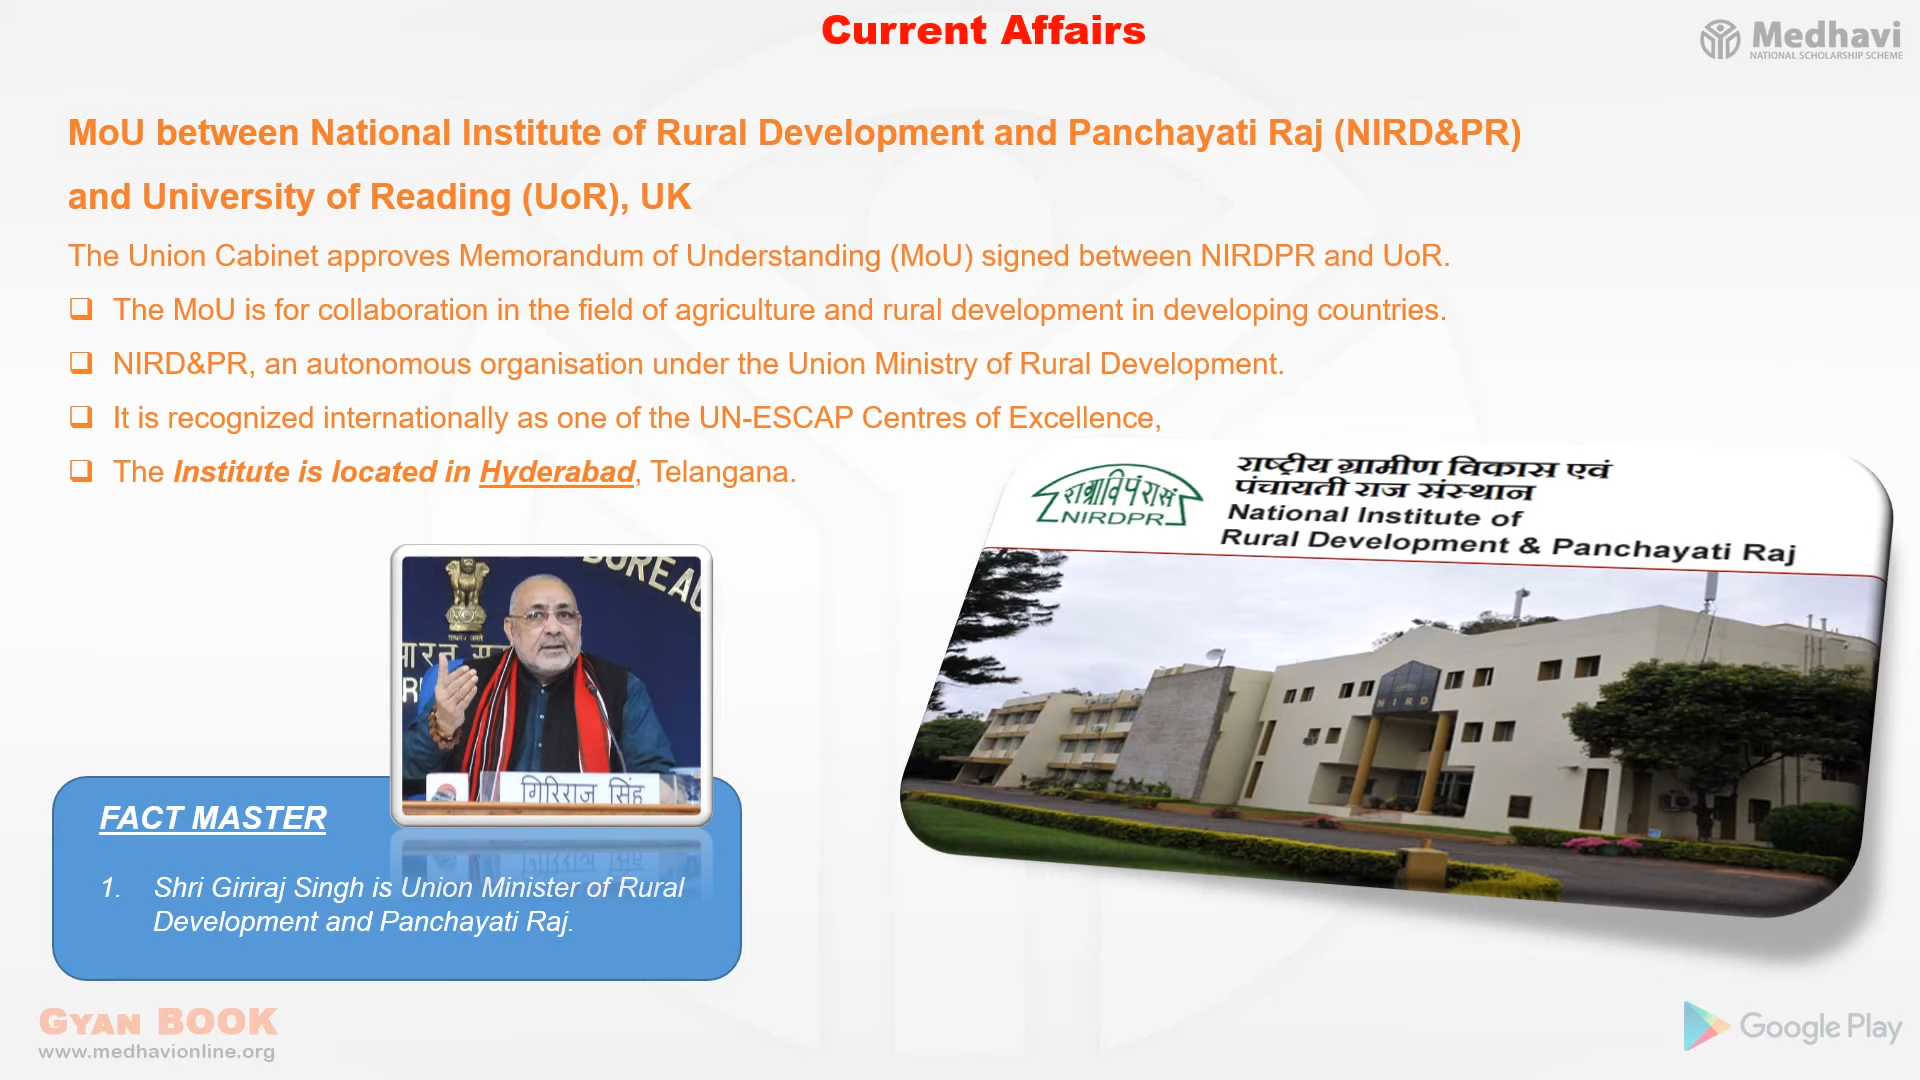 Current Affairs
Medhavi
NATIONAL SCHOLARSHIP SCHEME
MoU between National Institute of Rural Development and Panchayati Raj (NIRD&PR)
and University of Reading (UoR), UK
The Union Cabinet approves Memorandum of Understanding (MoU) signed between NIRDPR and UoR.
❑ The MoU is for collaboration in the field of agriculture and rural development in developing countries.
❑ NIRD&PR, an autonomous organisation under the Union Ministry of Rural Development.
❑ It is recognized internationally as one of the UN-ESCAP Centres of Excellence,
❑ The Institute is located in Hyderabad, Telangana.
राग्राविपंरासं
NIRDPR
राष्ट्रीय ग्रामीण विकास एवं
पंचायती राज संस्थान
National Institute of
Rural Development & Panchayati Raj
NIRD
BUREAU
गिरिराज सिंह
FACT MASTER
1. Shri Giriraj Singh is Union Minister of Rural
Development and Panchayati Raj.
GYAN BOOK
www.medhavionline.org
Google Play